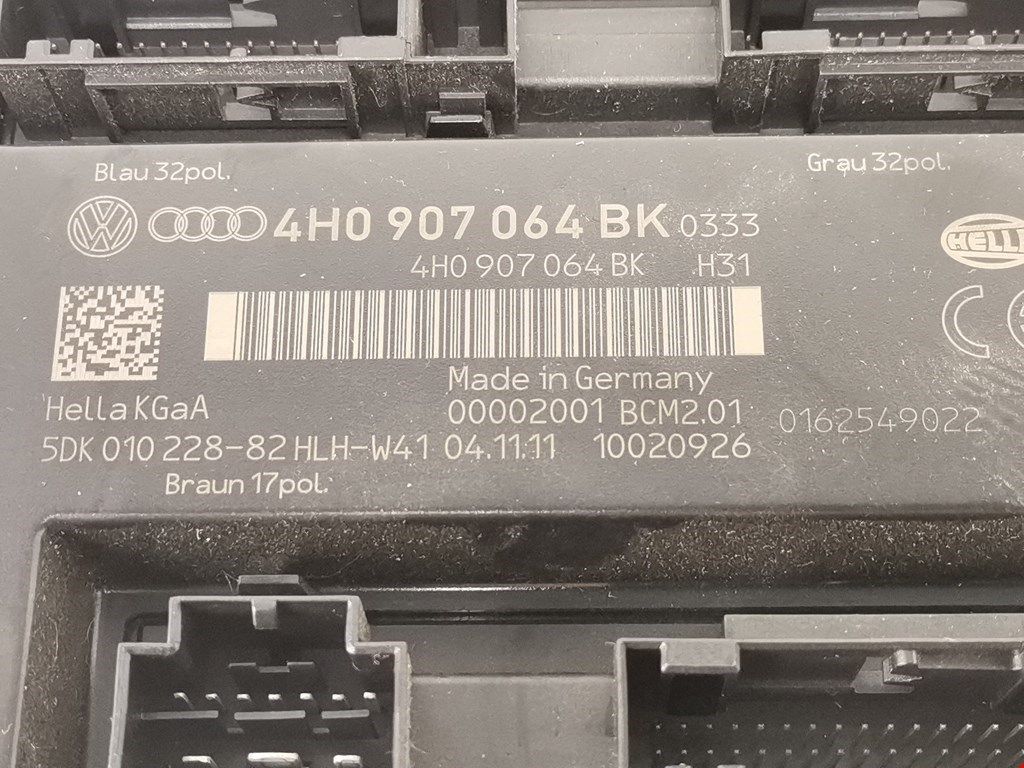 Blau 32pol.
Grau 32pol.
4H0 907 064 BK 0333
HELLA
4H0 907 064 BK H31
Made in Germany
Hella KGaA
00002001 BCM2.01
0162549022
5DK 010 228-82 HLH-W41 04.11.11 10020926
Braun 17pol.